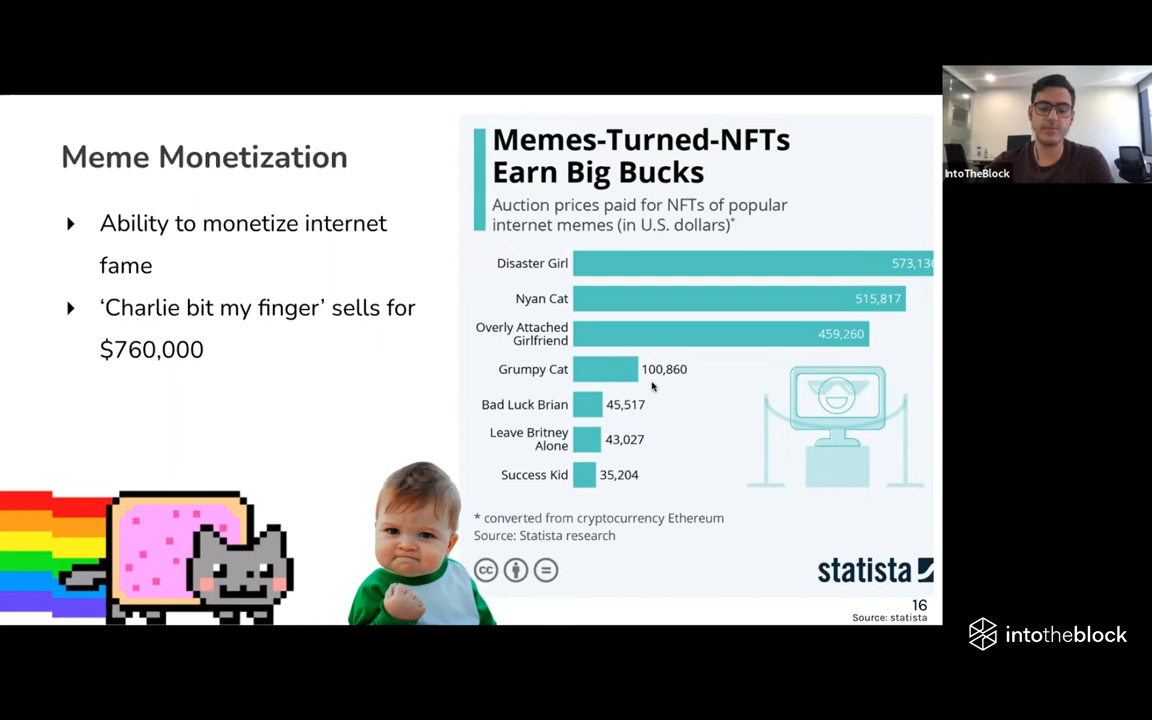 Meme Monetization
Ability to monetize internet
fame
‘Charlie bit my finger’ sells for
$760,000
Memes-Turned-NFTs
Earn Big Bucks
Auction prices paid for NFTs of popular
internet memes (in U.S. dollars)*
Disaster Girl 573,136
Nyan Cat 515,817
Overly Attached
Girlfriend 459,260
Grumpy Cat 100,860
Bad Luck Brian 45,517
Leave Britney
Alone 43,027
Success Kid 35,204
* converted from cryptocurrency Ethereum
Source: Statista research
cc
statista
16
Source: statista
IntoTheBlock
intotheblock